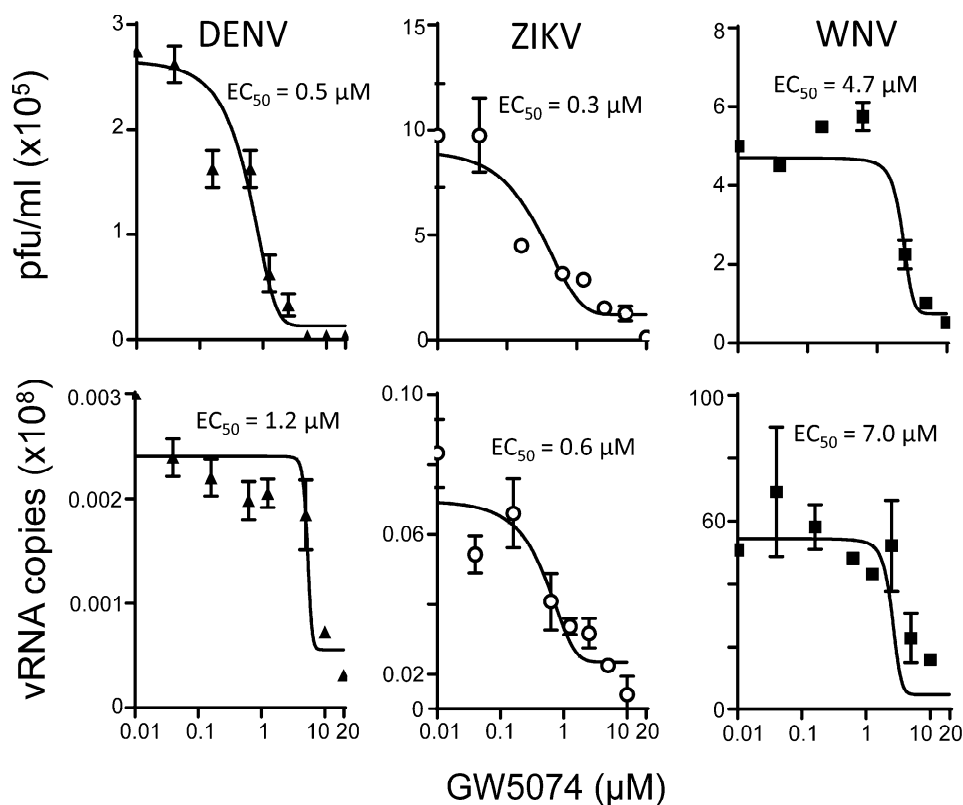 DENV
ZIKV
WNV
pfu/ml (x10⁵)
3
2
1
0
EC₅₀ = 0.5 µM
15
10
5
0
EC₅₀ = 0.3 µM
8
6
4
2
0
EC₅₀ = 4.7 µM
vRNA copies (x10⁸)
0.003
0.002
0.001
0
EC₅₀ = 1.2 µM
0.01 0.1 1 10 20
0.10
0.06
0.02
0
EC₅₀ = 0.6 µM
0.01 0.1 1 10 20
100
60
20
0
EC₅₀ = 7.0 µM
0.01 0.1 1 10 20
GW5074 (µM)